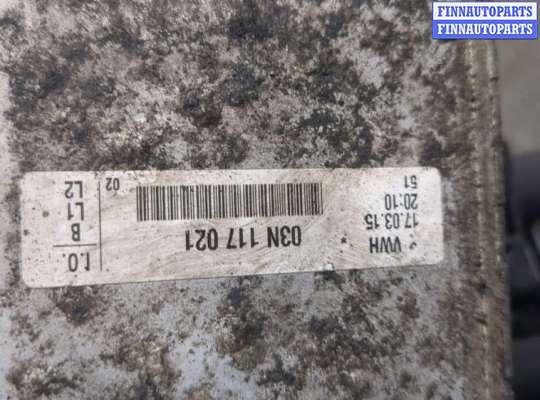 FINNAUTOPARTS
FINNAUTOPARTS
VWH
17.03.15
20:10
51
03N 117 021
02
I.O.
B
L1
L2